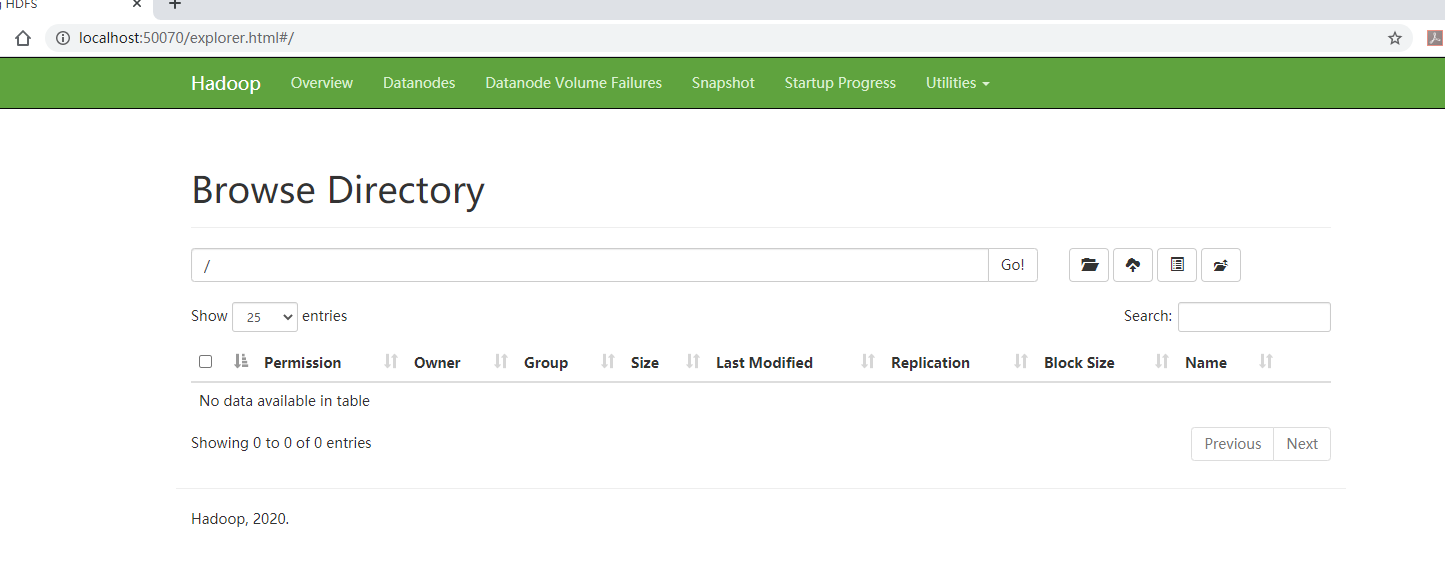 HDFS
localhost:50070/explorer.html#/
Hadoop Overview Datanodes Datanode Volume Failures Snapshot Startup Progress Utilities
Browse Directory
/ Go!
Show 25 entries Search:
Permission Owner Group Size Last Modified Replication Block Size Name
No data available in table
Showing 0 to 0 of 0 entries Previous Next
Hadoop, 2020.